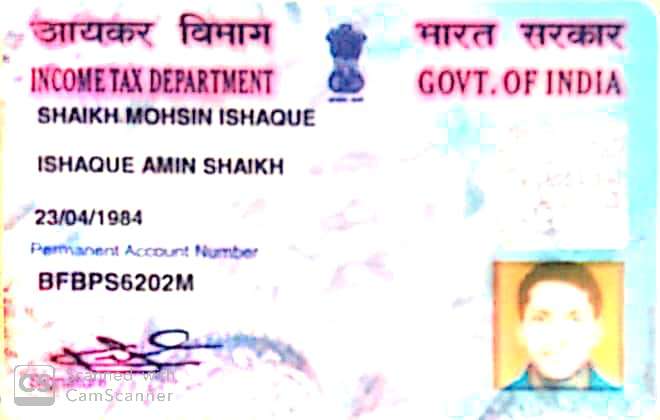 आयकर विभाग
भारत सरकार
INCOME TAX DEPARTMENT
GOVT. OF INDIA
SHAIKH MOHSIN ISHAQUE
ISHAQUE AMIN SHAIKH
23/04/1984
Permanent Account Number
BFBPS6202M
CS Scanned with
CamScanner